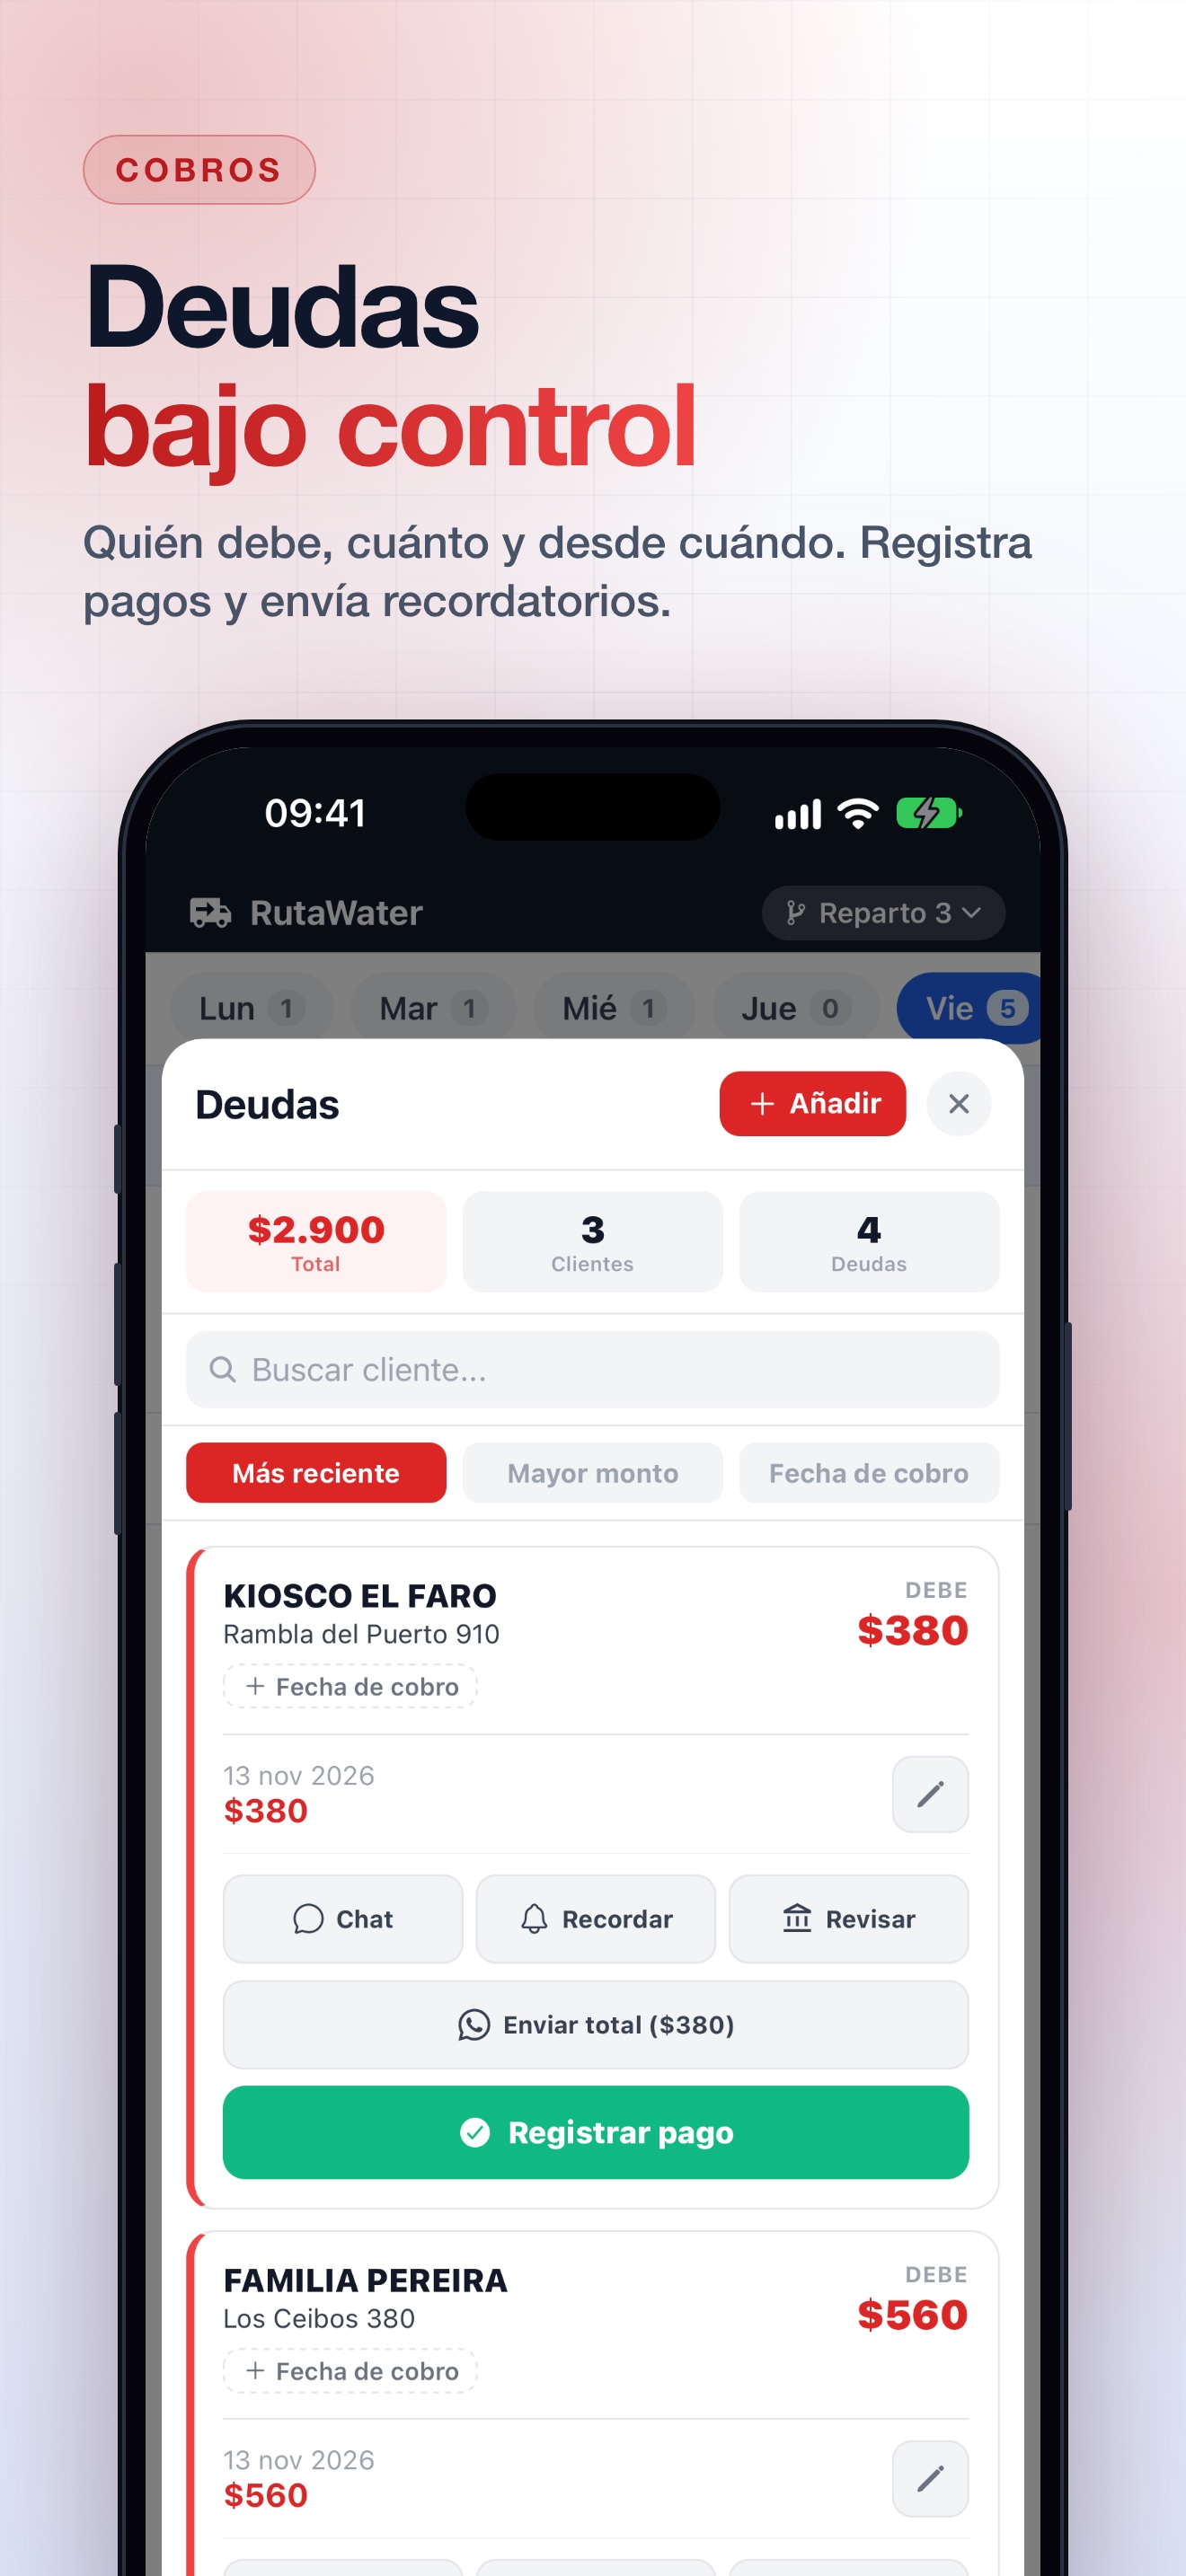 COBROS
Deudas
bajo control
Quién debe, cuánto y desde cuándo. Registra
pagos y envía recordatorios.
09:41
RutaWater
Reparto 3
Lun 1 Mar 1 Mié 1 Jue 0 Vie 5
Deudas
+ Añadir
$2.900
Total
3
Clientes
4
Deudas
Buscar cliente...
Más reciente
Mayor monto
Fecha de cobro
KIOSCO EL FARO
Rambla del Puerto 910
DEBE
$380
+ Fecha de cobro
13 nov 2026
$380
Chat
Recordar
Revisar
Enviar total ($380)
Registrar pago
FAMILIA PEREIRA
Los Ceibos 380
DEBE
$560
+ Fecha de cobro
13 nov 2026
$560